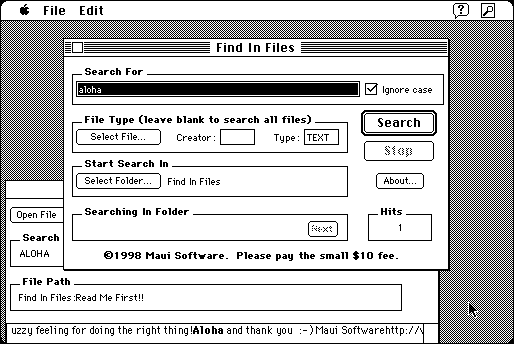 File Edit
Find In Files
Search For
aloha
Ignore case
File Type (leave blank to search all files)
Select File... Creator: Type: TEXT
Search
Stop
Start Search In
Select Folder... Find In Files
About...
Searching In Folder
Next
Hits
1
©1998 Maui Software. Please pay the small $10 fee.
Open File
Search
ALOHA
File Path
Find In Files:Read Me First!!
uzzy feeling for doing the right thing!Aloha and thank you :-) Maui Softwarehttp://